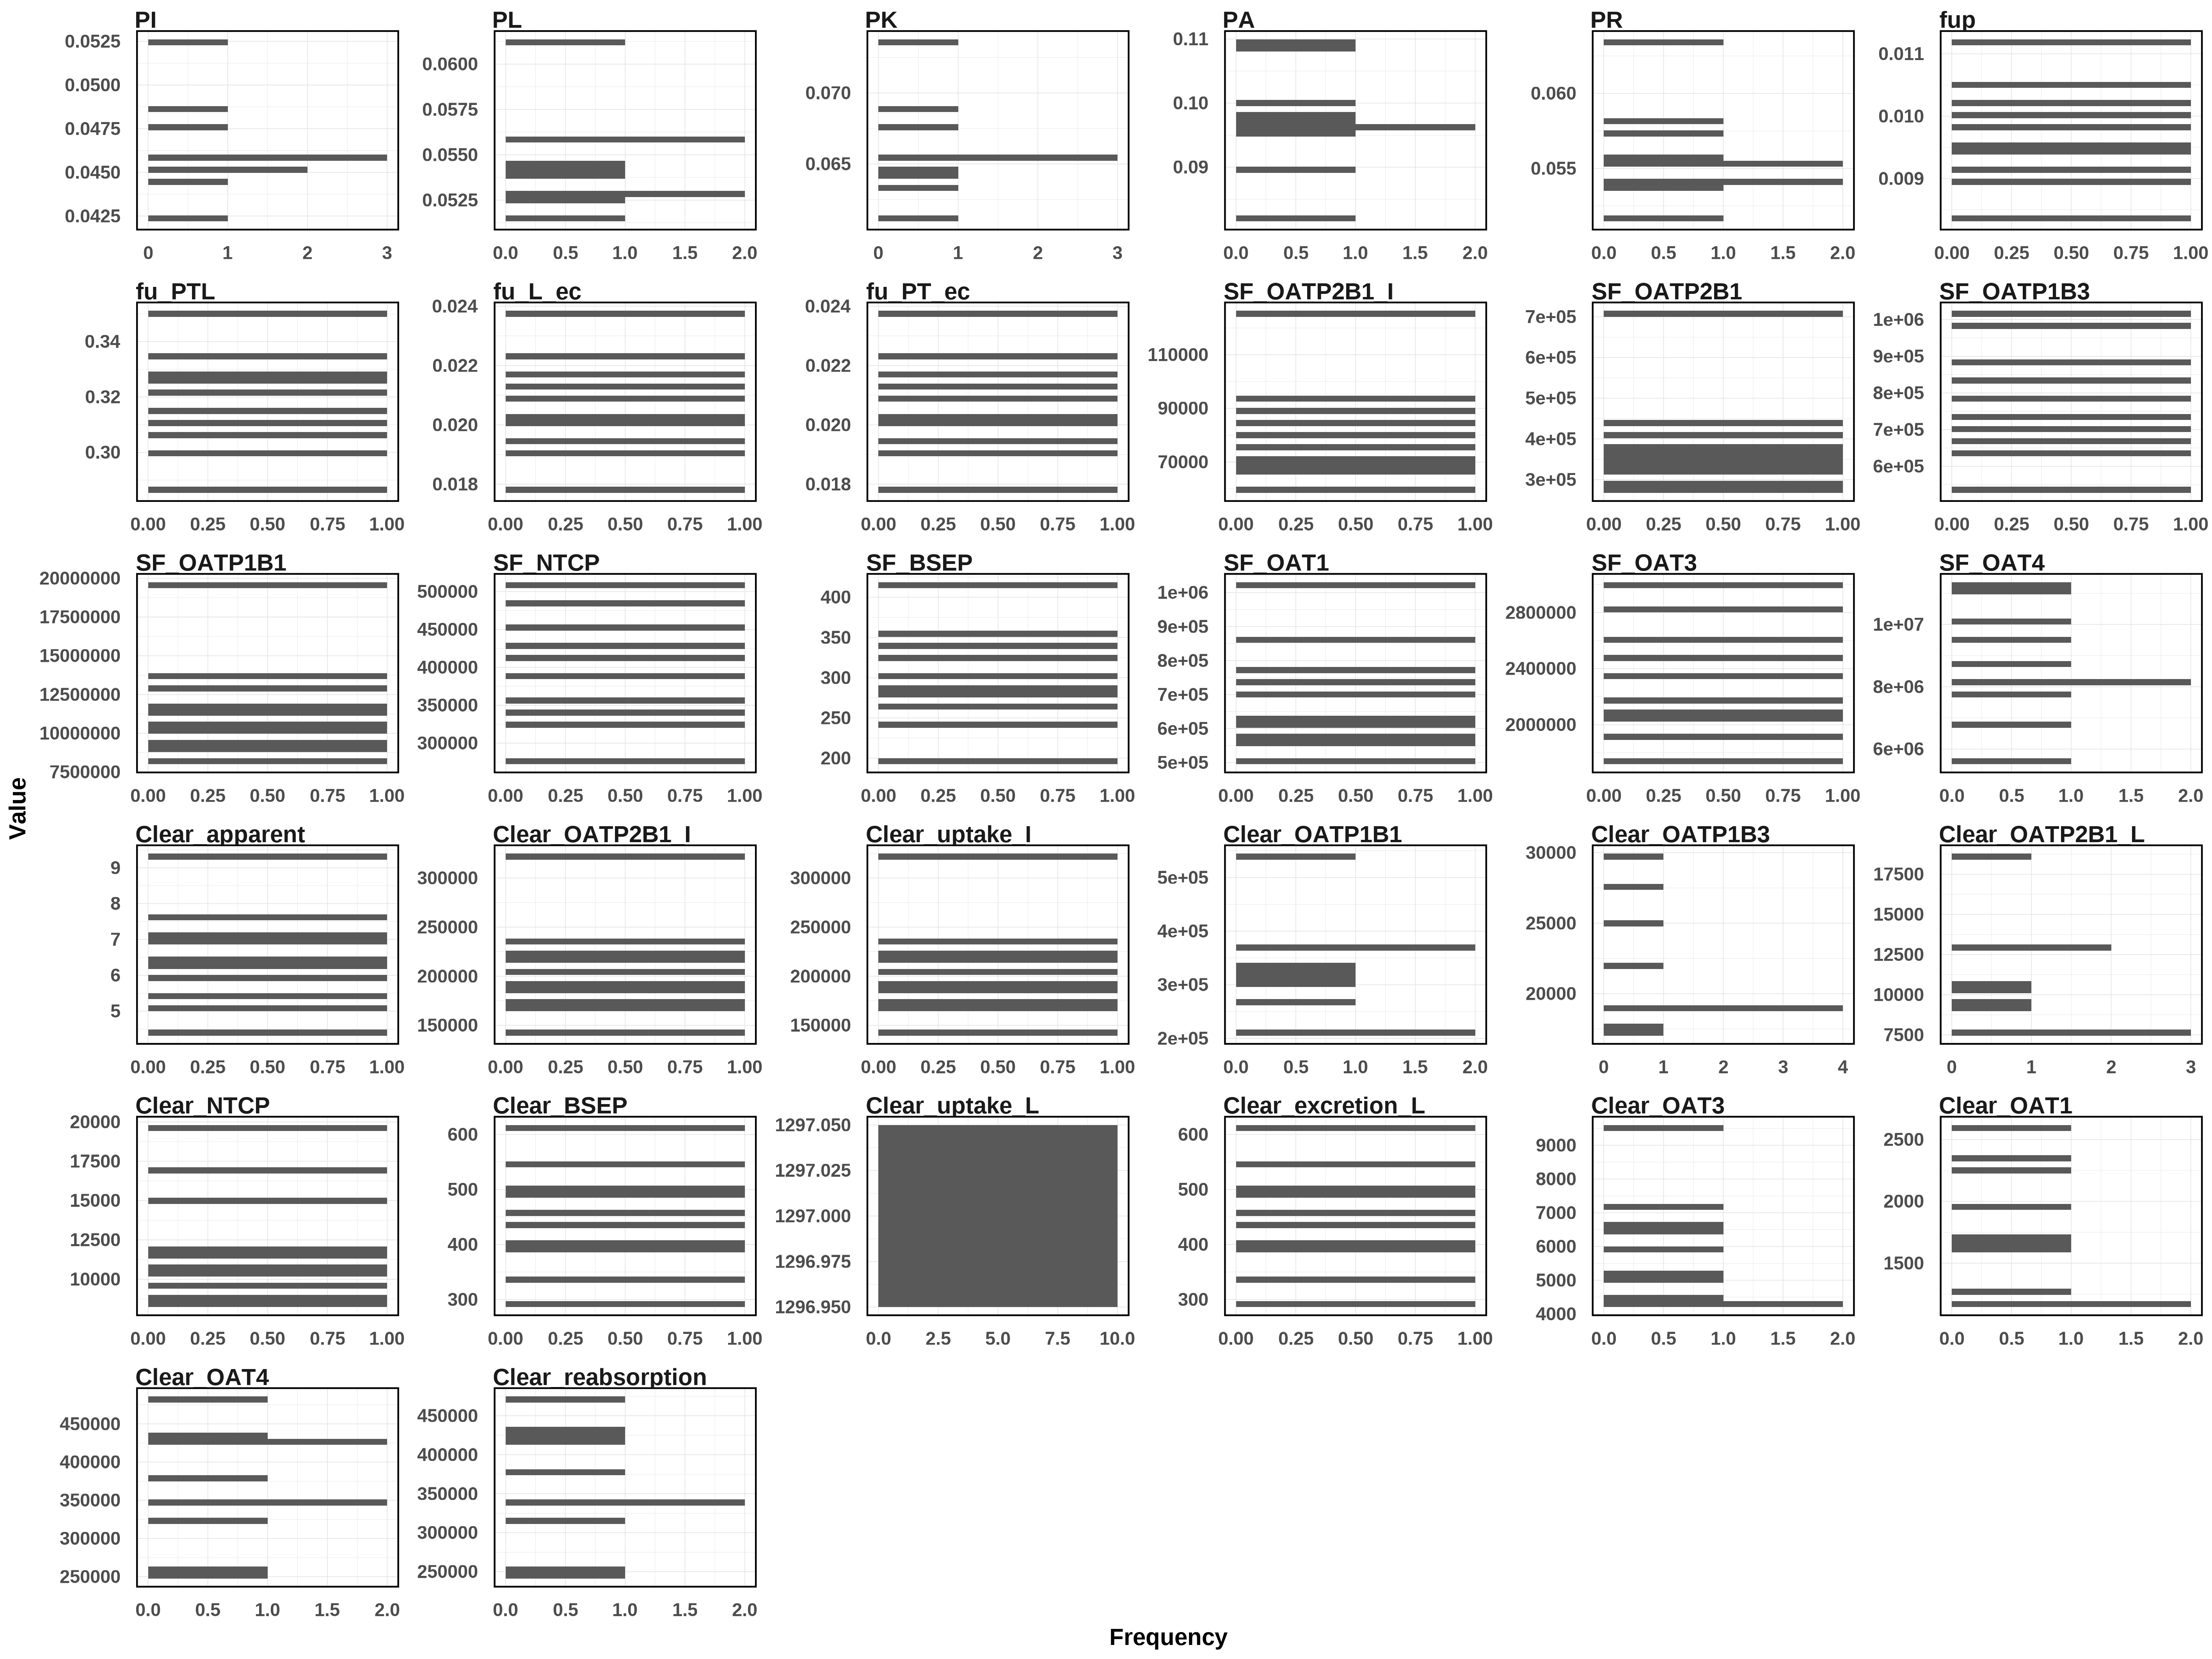 PI PL PK PA PR fup
0.0525 0.0500 0.0475 0.0450 0.0425
0.0600 0.0575 0.0550 0.0525
0.070 0.065
0.11 0.10 0.09
0.060 0.055
0.011 0.010 0.009
0 1 2 3
0.0 0.5 1.0 1.5 2.0
0 1 2 3
0.0 0.5 1.0 1.5 2.0
0.0 0.5 1.0 1.5 2.0
0.00 0.25 0.50 0.75 1.00
fu_PTL fu_L_ec fu_PT_ec SF_OATP2B1_I SF_OATP2B1 SF_OATP1B3
0.34 0.32 0.30
0.024 0.022 0.020 0.018
0.024 0.022 0.020 0.018
110000 90000 70000
7e+05 6e+05 5e+05 4e+05 3e+05
1e+06 9e+05 8e+05 7e+05 6e+05
0.00 0.25 0.50 0.75 1.00
0.00 0.25 0.50 0.75 1.00
0.00 0.25 0.50 0.75 1.00
0.00 0.25 0.50 0.75 1.00
0.00 0.25 0.50 0.75 1.00
0.00 0.25 0.50 0.75 1.00
SF_OATP1B1 SF_NTCP SF_BSEP SF_OAT1 SF_OAT3 SF_OAT4
20000000 17500000 15000000 12500000 10000000 7500000
500000 450000 400000 350000 300000
400 350 300 250 200
1e+06 9e+05 8e+05 7e+05 6e+05 5e+05
2800000 2400000 2000000
1e+07 8e+06 6e+06
0.00 0.25 0.50 0.75 1.00
0.00 0.25 0.50 0.75 1.00
0.00 0.25 0.50 0.75 1.00
0.00 0.25 0.50 0.75 1.00
0.00 0.25 0.50 0.75 1.00
0.0 0.5 1.0 1.5 2.0
Value
Clear_apparent Clear_OATP2B1_I Clear_uptake_I Clear_OATP1B1 Clear_OATP1B3 Clear_OATP2B1_L
9 8 7 6 5
300000 250000 200000 150000
300000 250000 200000 150000
5e+05 4e+05 3e+05 2e+05
30000 25000 20000
17500 15000 12500 10000 7500
0.00 0.25 0.50 0.75 1.00
0.00 0.25 0.50 0.75 1.00
0.00 0.25 0.50 0.75 1.00
0.0 0.5 1.0 1.5 2.0
0 1 2 3 4
0 1 2 3
Clear_NTCP Clear_BSEP Clear_uptake_L Clear_excretion_L Clear_OAT3 Clear_OAT1
20000 17500 15000 12500 10000
600 500 400 300
1297.050 1297.025 1297.000 1296.975 1296.950
600 500 400 300
9000 8000 7000 6000 5000 4000
2500 2000 1500
0.00 0.25 0.50 0.75 1.00
0.00 0.25 0.50 0.75 1.00
0.0 2.5 5.0 7.5 10.0
0.00 0.25 0.50 0.75 1.00
0.0 0.5 1.0 1.5 2.0
0.0 0.5 1.0 1.5 2.0
Clear_OAT4 Clear_reabsorption
450000 400000 350000 300000 250000
450000 400000 350000 300000 250000
0.0 0.5 1.0 1.5 2.0
0.0 0.5 1.0 1.5 2.0
Frequency